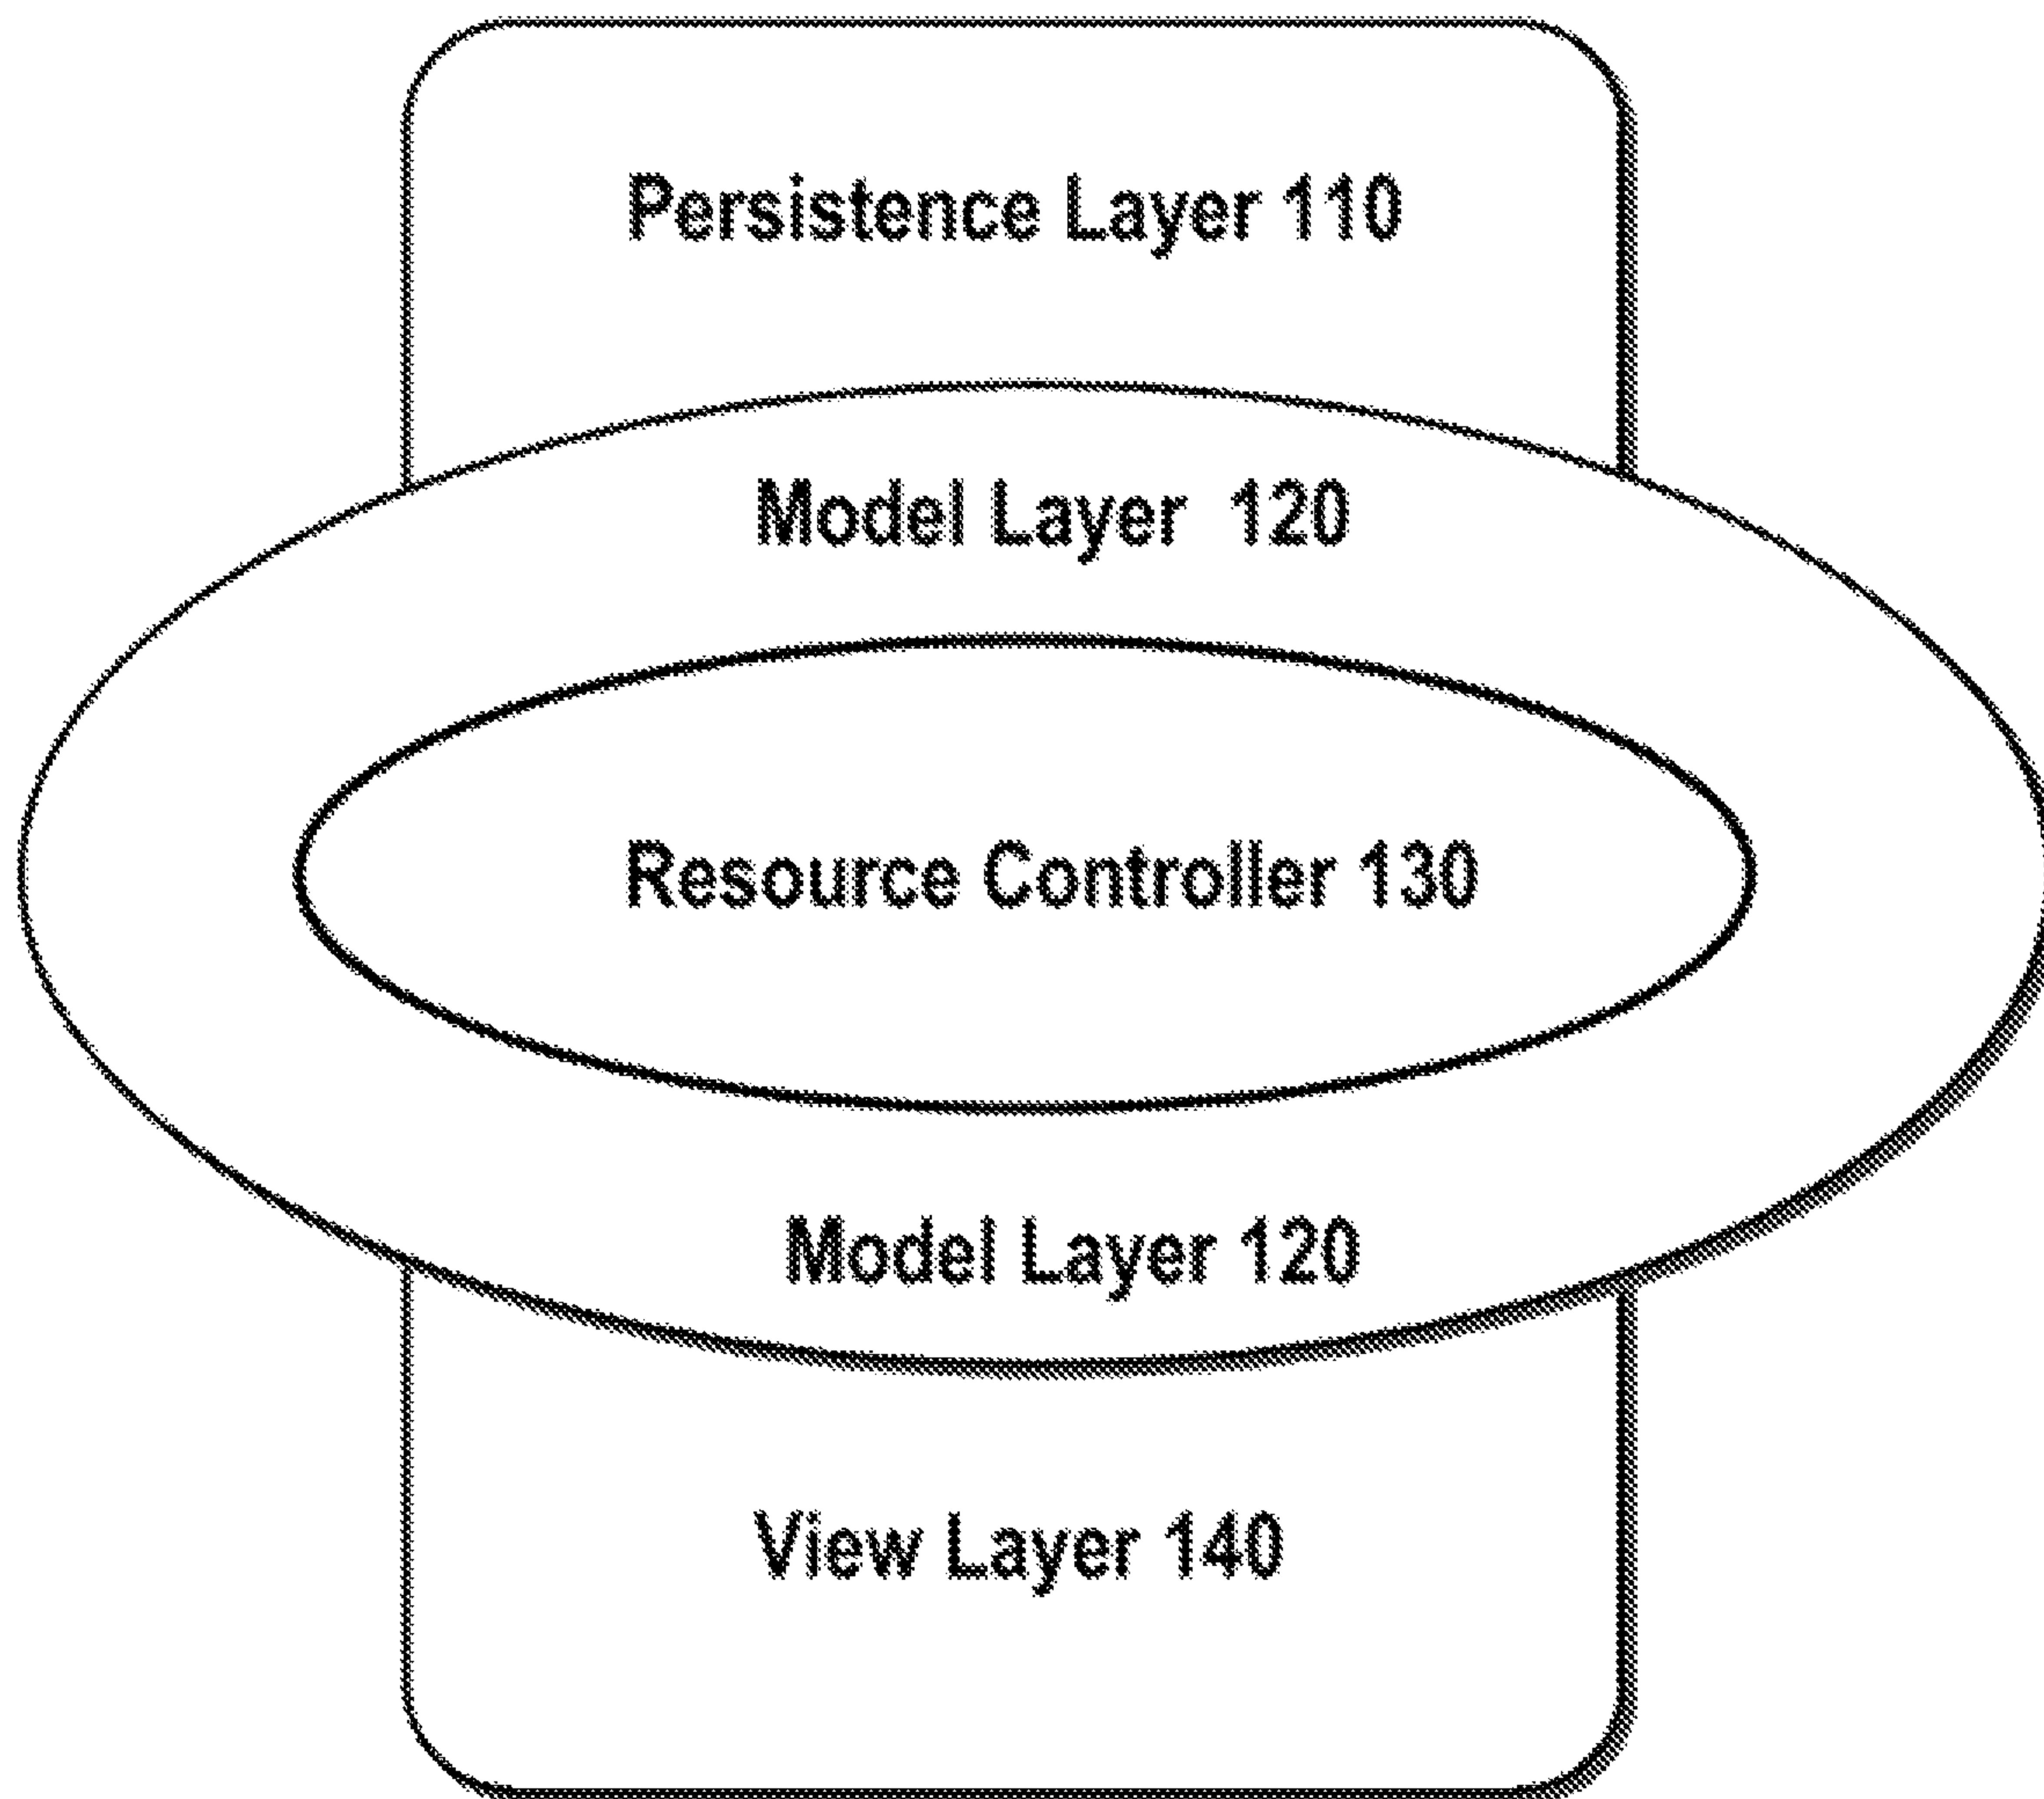 Persistence Layer 110
Model Layer 120
Resource Controller 130
Model Layer 120
View Layer 140